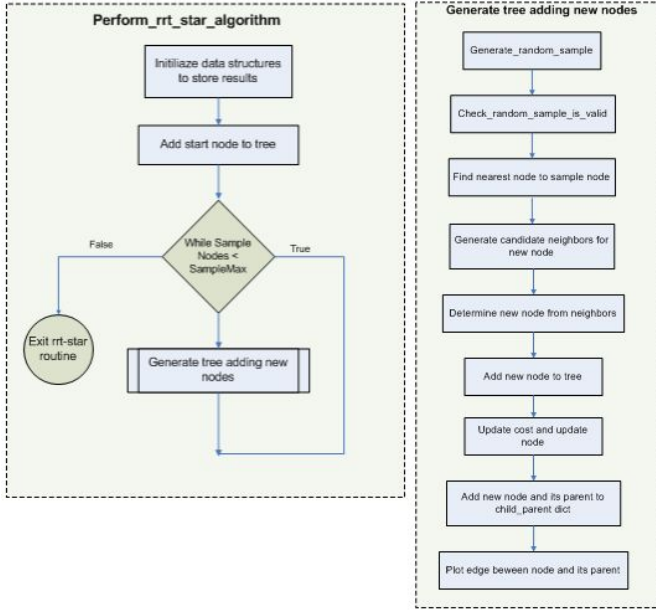 Perform_rrt_star_algorithm
Initiliaze data structures
to store results
Add start node to tree
False
While Sample
Nodes <
SampleMax
True
Exit rrt-star
routine
Generate tree adding new
nodes
Generate tree adding new nodes
Generate_random_sample
Check_random_sample_is_valid
Find nearest node to sample node
Generate candidate neighbors for
new node
Determine new node from neighbors
Add new node to tree
Update cost and update
node
Add new node and its parent to
child_parent dict
Plot edge beween node and its parent